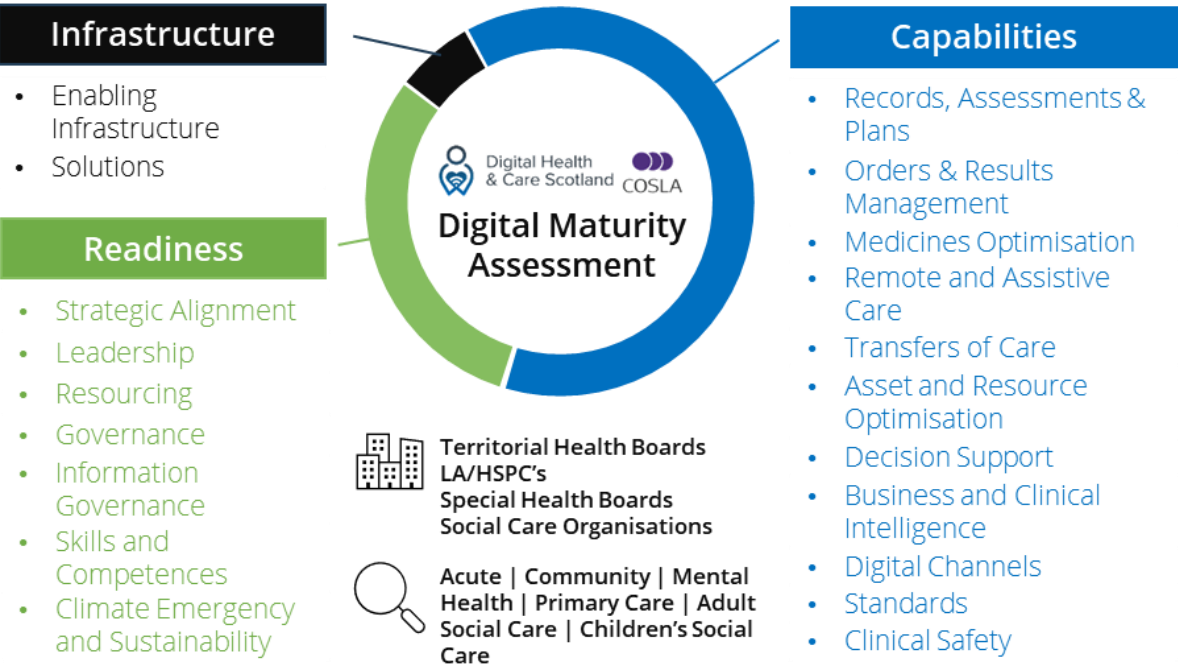 Infrastructure
• Enabling
Infrastructure
• Solutions
Readiness
• Strategic Alignment
• Leadership
• Resourcing
• Governance
• Information
Governance
• Skills and
Competences
• Climate Emergency
and Sustainability
Digital Health
& Care Scotland
COSLA
Digital Maturity
Assessment
Territorial Health Boards
LA/HSPC’s
Special Health Boards
Social Care Organisations
Acute | Community | Mental
Health | Primary Care | Adult
Social Care | Children’s Social
Care
Capabilities
• Records, Assessments &
Plans
• Orders & Results
Management
• Medicines Optimisation
• Remote and Assistive
Care
• Transfers of Care
• Asset and Resource
Optimisation
• Decision Support
• Business and Clinical
Intelligence
• Digital Channels
• Standards
• Clinical Safety